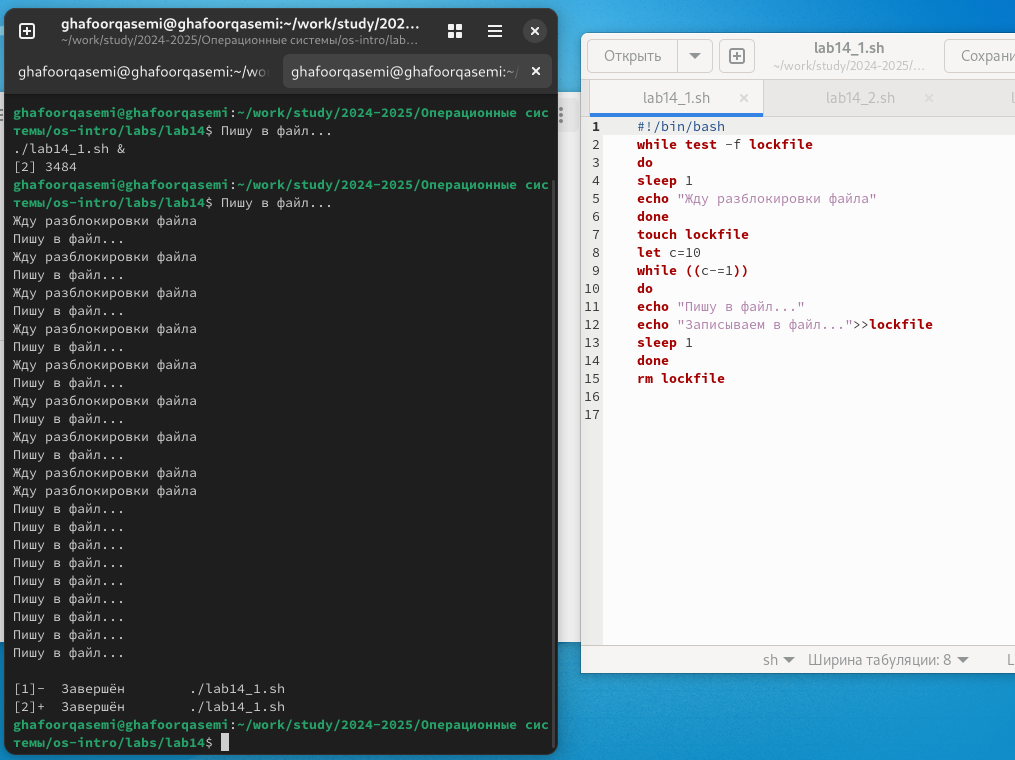 ghafoorqasemi@ghafoorqasemi:~/work/study/202...
~/work/study/2024-2025/Операционные системы/os-intro/lab...
ghafoorqasemi@ghafoorqasemi:~/wo
ghafoorqasemi@ghafoorqasemi:~/
ghafoorqasemi@ghafoorqasemi:~/work/study/2024-2025/Операционные сис
темы/os-intro/labs/lab14$ Пишу в файл...
./lab14_1.sh &
[2] 3484
ghafoorqasemi@ghafoorqasemi:~/work/study/2024-2025/Операционные сис
темы/os-intro/labs/lab14$ Пишу в файл...
Жду разблокировки файла
Пишу в файл...
Жду разблокировки файла
Пишу в файл...
Жду разблокировки файла
Пишу в файл...
Жду разблокировки файла
Пишу в файл...
Жду разблокировки файла
Пишу в файл...
Жду разблокировки файла
Пишу в файл...
Жду разблокировки файла
Пишу в файл...
Жду разблокировки файла
Жду разблокировки файла
Пишу в файл...
Пишу в файл...
Пишу в файл...
Пишу в файл...
Пишу в файл...
Пишу в файл...
Пишу в файл...
Пишу в файл...
Пишу в файл...
[1]-  Завершён        ./lab14_1.sh
[2]+  Завершён        ./lab14_1.sh
ghafoorqasemi@ghafoorqasemi:~/work/study/2024-2025/Операционные сис
темы/os-intro/labs/lab14$
Открыть
lab14_1.sh
~/work/study/2024-2025/...
Сохрани
lab14_1.sh
lab14_2.sh
1 #!/bin/bash
2 while test -f lockfile
3 do
4 sleep 1
5 echo "Жду разблокировки файла"
6 done
7 touch lockfile
8 let c=10
9 while ((c-=1))
10 do
11 echo "Пишу в файл..."
12 echo "Записываем в файл...">>lockfile
13 sleep 1
14 done
15 rm lockfile
16
17
sh
Ширина табуляции: 8